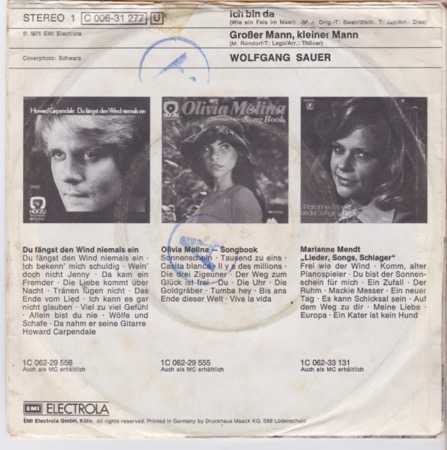 STEREO 1 C 006-31 277 U
Ich bin da
℗ 1975 EMI Electrola
Großer Mann, kleiner Mann
Coverphoto: Schwarz
WOLFGANG SAUER
Howard Carpendale Du fängst den Wind niemals ein
HÖR ZU
Olivia Molina
Song Book
HÖR ZU
Marianne Mendt
Lieder Songs
Du fängst den Wind niemals ein
Du fängst den Wind niemals ein ·
Ich bekenn' mich schuldig · Wein'
doch nicht Jenny · Da kam ein
Fremder · Die Liebe kommt über
Nacht · Tränen lügen nicht · Das
Ende vom Lied · Ich kann es gar
nicht glauben · Viel zu viel Gefühl
· Allein bist du nie · Wölfe und
Schafe · Da nahm er seine Gitarre
Howard Carpendale
1C 062-29 556
Auch als MC erhältlich
Olivia Molina – Songbook
Sonnenschein · Tausend zu eins ·
Casita blanca · Il y a des millions ·
Die drei Zigeuner · Der Weg zum
Glück ist frei · Du · Die Uhr · Die
Goldgräber · Tumba hey · Bis ans
Ende dieser Welt · Viva la vida
1C 062-29 555
Auch als MC erhältlich
Marianne Mendt
„Lieder, Songs, Schlager"
Frei wie der Wind · Komm, alter
Pianospieler · Du bist der Sonnen-
schein für mich · Ein Zufall · Der
Ruhm · Mackie Messer · Ein neuer
Tag · Es kann Schicksal sein · Auf
dem Weg zu dir · Meine Liebe ·
Europa · Ein Kater ist kein Hund
1C 062-33 131
Auch als MC erhältlich
EMI ELECTROLA
EMI Electrola GmbH, Köln. All rights reserved. Printed in Germany by Druckhaus Maack KG, 588 Lüdenscheid